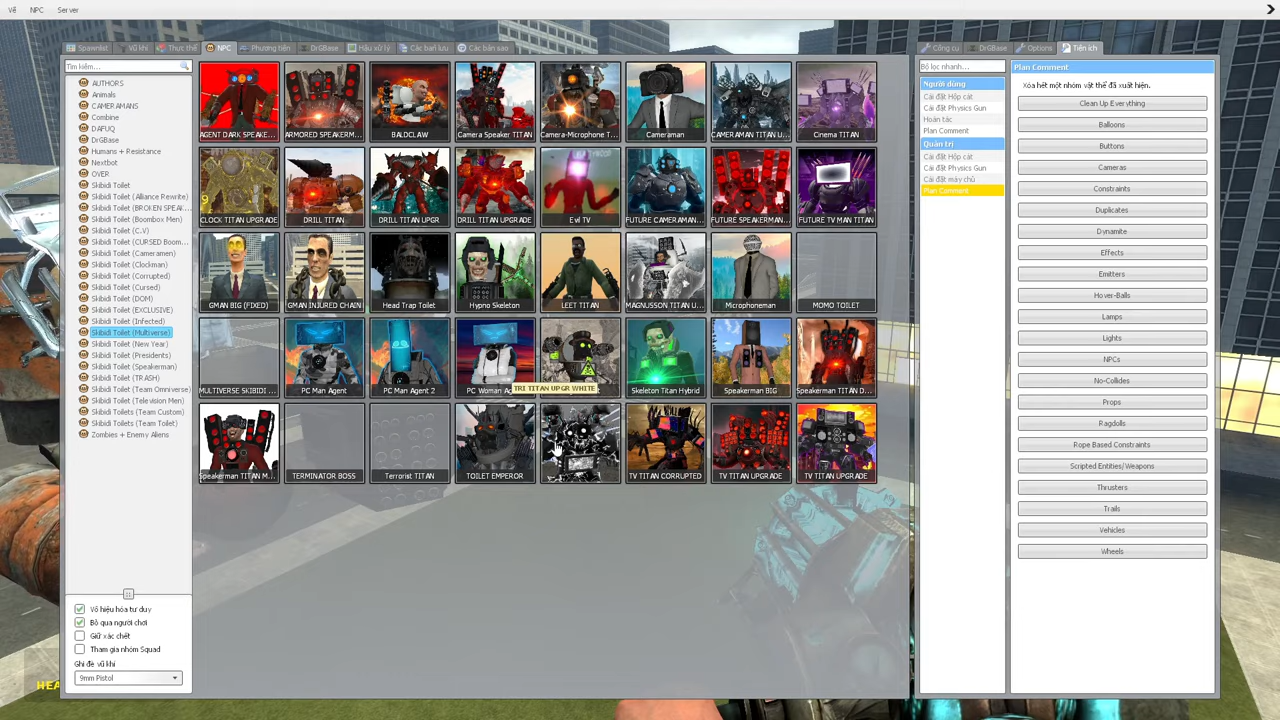 Vẽ
NPC
Server
Spawnlist
Vũ khí
Thực thể
NPC
Phương tiện
DrGBase
Hậu xử lý
Các bản lưu
Các bản sao
Tìm kiếm...
AUTHORS
Animals
CAMERAMANS
Combine
DAFUQ
DrGBase
Humans + Resistance
Nextbot
OVER
Skibidi Toilet
Skibidi Toilet (Alliance Rewrite)
Skibidi Toilet (BROKEN SPEAK...
Skibidi Toilet (Boombox Men)
Skibidi Toilet (C.V)
Skibidi Toilet (CURSED Boom...
Skibidi Toilet (Cameramen)
Skibidi Toilet (Clockman)
Skibidi Toilet (Corrupted)
Skibidi Toilet (Cursed)
Skibidi Toilet (DOM)
Skibidi Toilet (EXCLUSIVE)
Skibidi Toilet (Infected)
Skibidi Toilet (Multiverse)
Skibidi Toilet (New Year)
Skibidi Toilet (Presidents)
Skibidi Toilet (Speakerman)
Skibidi Toilet (TRASH)
Skibidi Toilet (Team Omniverse)
Skibidi Toilet (Television Men)
Skibidi Toilets (Team Custom)
Skibidi Toilets (Team Toilet)
Zombies + Enemy Aliens
Vô hiệu hóa tư duy
Bỏ qua người chơi
Giữ xác chết
Tham gia nhóm Squad
Ghi đè vũ khí
9mm Pistol
AGENT DARK SPEAKE...
ARMORED SPEAKERM...
BALDCLAW
Camera Speaker TITAN
Camera-Microphone T...
Cameraman
CAMERAMAN TITAN U...
Cinema TITAN
CLOCK TITAN UPGRADE
DRILL TITAN
DRILL TITAN UPGR
DRILL TITAN UPGRADE
Evil TV
FUTURE CAMERAMAN...
FUTURE SPEAKERMAN...
FUTURE TV MAN TITAN
GMAN BIG (FIXED)
GMAN INJURED CHAIN
Head Trap Toilet
Hypno Skeleton
LEET TITAN
MAGNUSSON TITAN U...
Microphoneman
MOMO TOILET
MULTIVERSE SKIBIDI ...
PC Man Agent
PC Man Agent 2
PC Woman Ag
TRI TITAN UPGR WHITE
Skeleton Titan Hybrid
Speakerman BIG
Speakerman TITAN D...
Speakerman TITAN M...
TERMINATOR BOSS
Terrorist TITAN
TOILET EMPEROR
TV TITAN CORRUPTED
TV TITAN UPGRADE
TV TITAN UPGRADE
Công cụ
DrGBase
Options
Tiện ích
Bộ lọc nhanh...
Người dùng
Cài đặt Hộp cát
Cài đặt Physics Gun
Hoàn tác
Plan Comment
Quản trị
Cài đặt Hộp cát
Cài đặt Physics Gun
Cài đặt máy chủ
Plan Comment
Plan Comment
Xóa hết một nhóm vật thể đã xuất hiện.
Clean Up Everything
Balloons
Buttons
Cameras
Constraints
Duplicates
Dynamite
Effects
Emitters
Hover-Balls
Lamps
Lights
NPCs
No-Collides
Props
Ragdolls
Rope Based Constraints
Scripted Entities/Weapons
Thrusters
Trails
Vehicles
Wheels